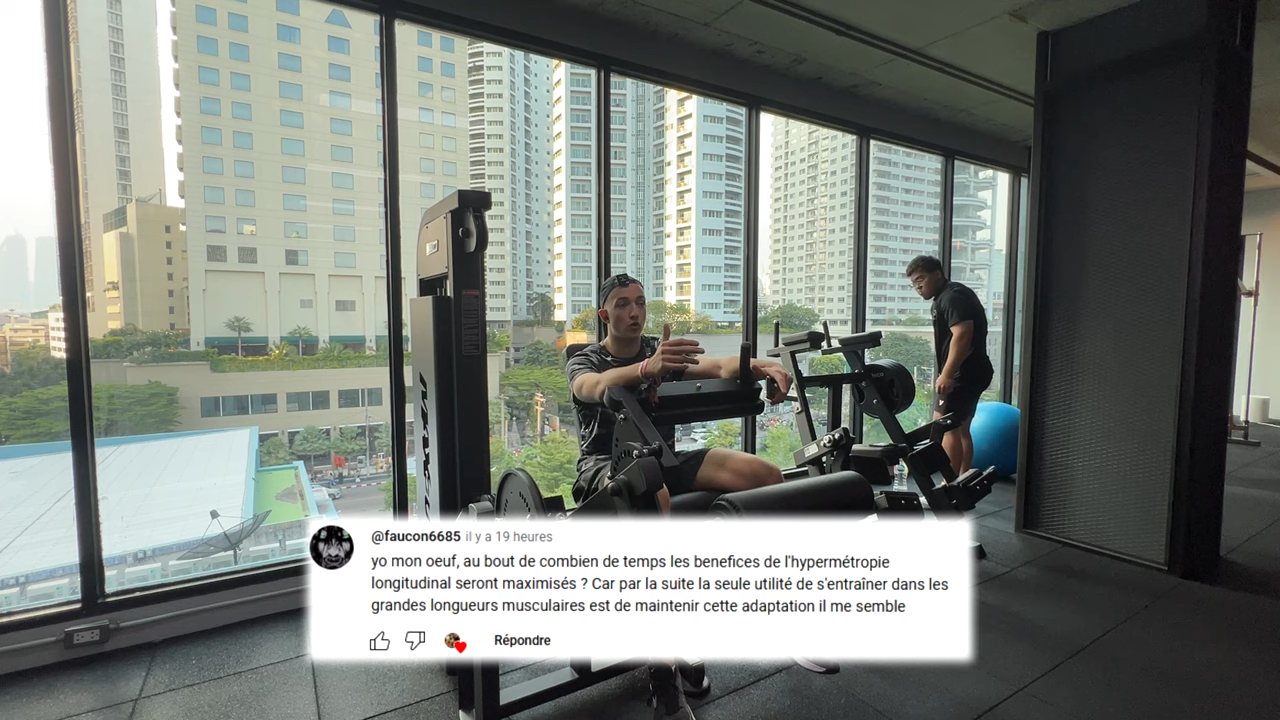 @faucon6685 il y a 19 heures
yo mon oeuf, au bout de combien de temps les benefices de l'hypermétropie
longitudinal seront maximisés ? Car par la suite la seule utilité de s'entraîner dans les
grandes longueurs musculaires est de maintenir cette adaptation il me semble
Répondre